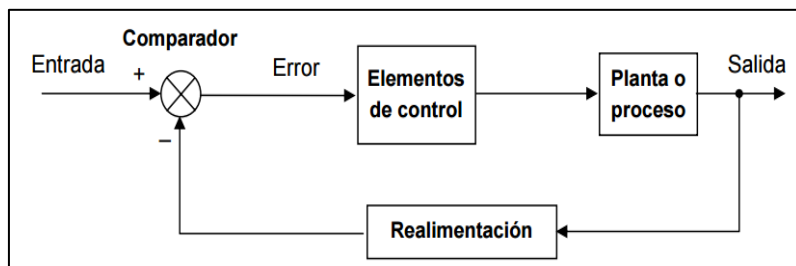 Comparador
Entrada
+
Error
Elementos
de control
Planta o
proceso
Salida
–
Realimentación